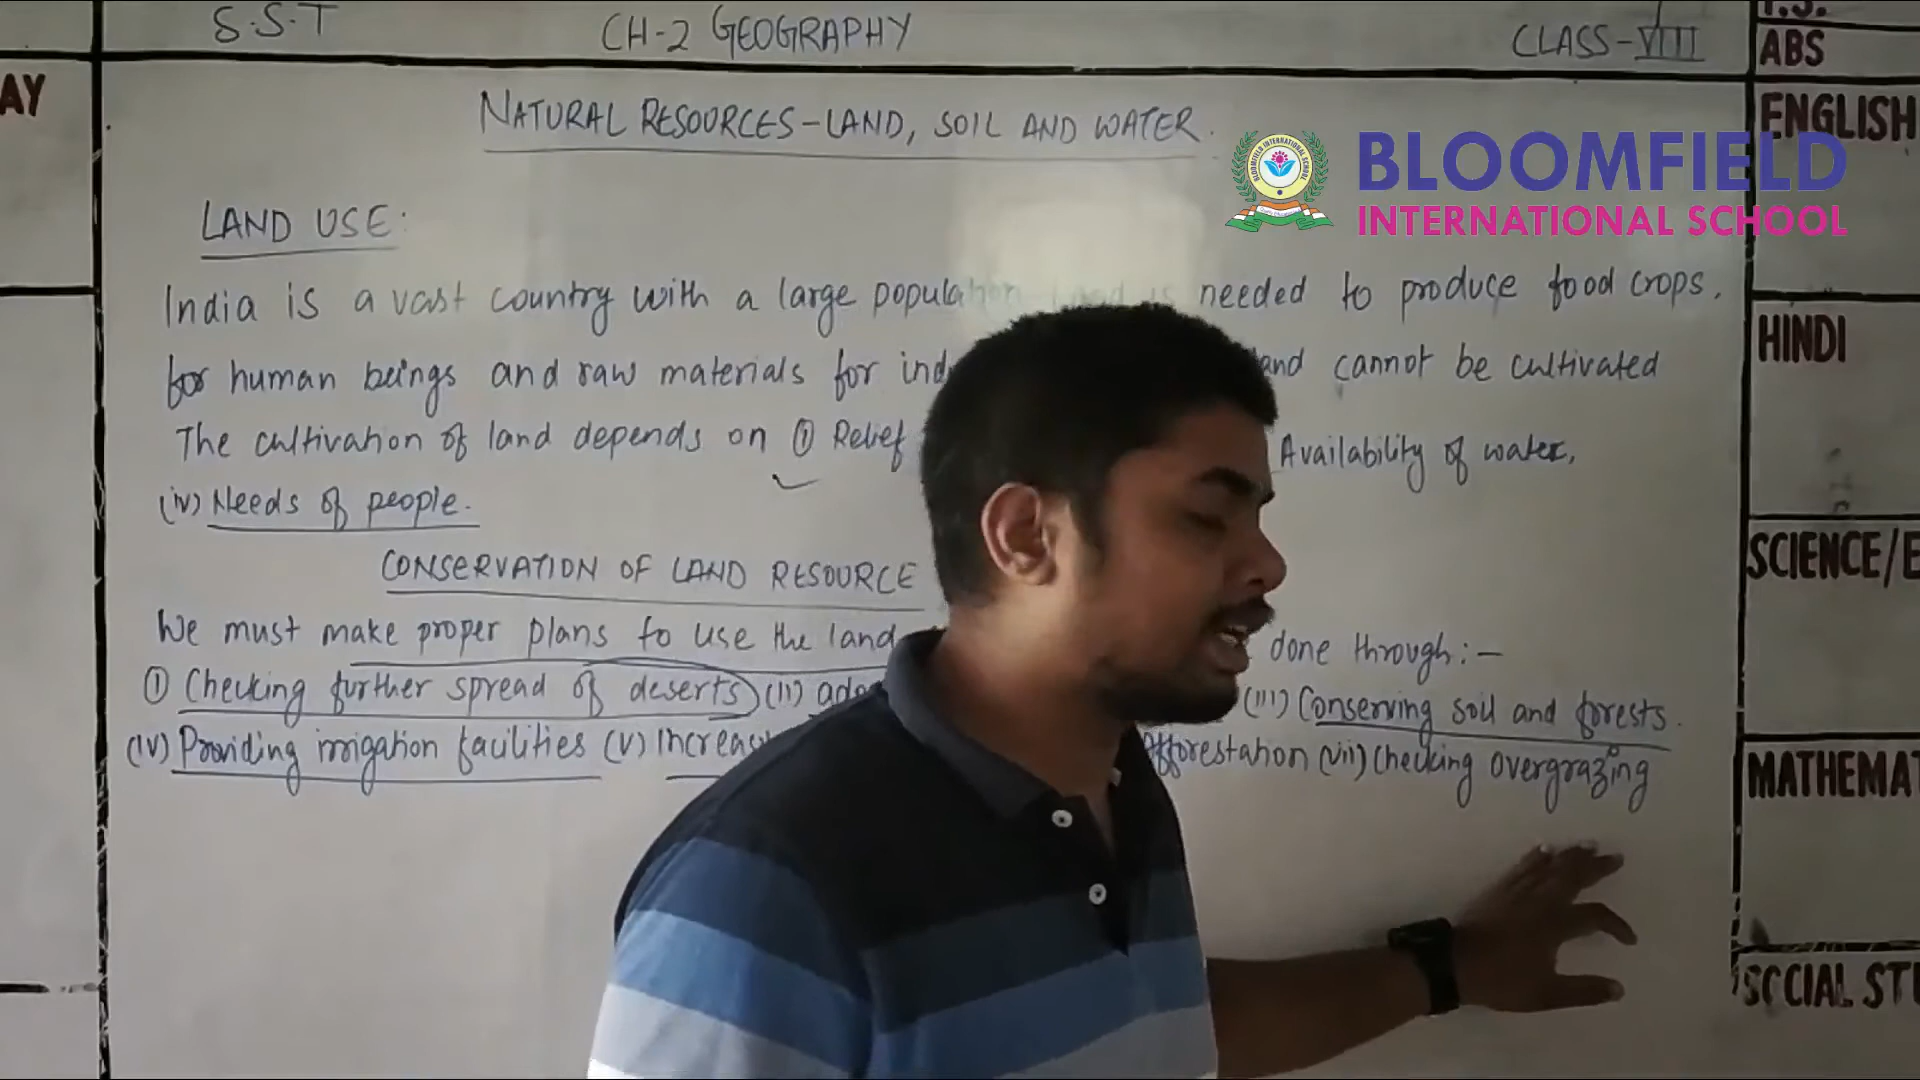 S.S.T
CH-2 GEOGRAPHY
CLASS-VIII
T.S.
ABS
AY
ENGLISH
NATURAL RESOURCES-LAND, SOIL AND WATER.
BLOOMFIELD
INTERNATIONAL SCHOOL
LAND USE:
India is a vast country with a large population Land is needed to produce food crops.
for human beings and raw materials for land cannot be cultivated
HINDI
The cultivation of land depends on (i) Relief Availability of water,
(iv) Needs of people.
SCIENCE/E
CONSERVATION OF LAND RESOURCE
We must make proper plans to use the land done through:-
(i) Checking further spread of deserts (ii) (iii) Conserving soil and forests.
(iv) Providing irrigation facilities (v) Afforestation (vii) Checking overgrazing
MATHEMAT
SOCIAL STU